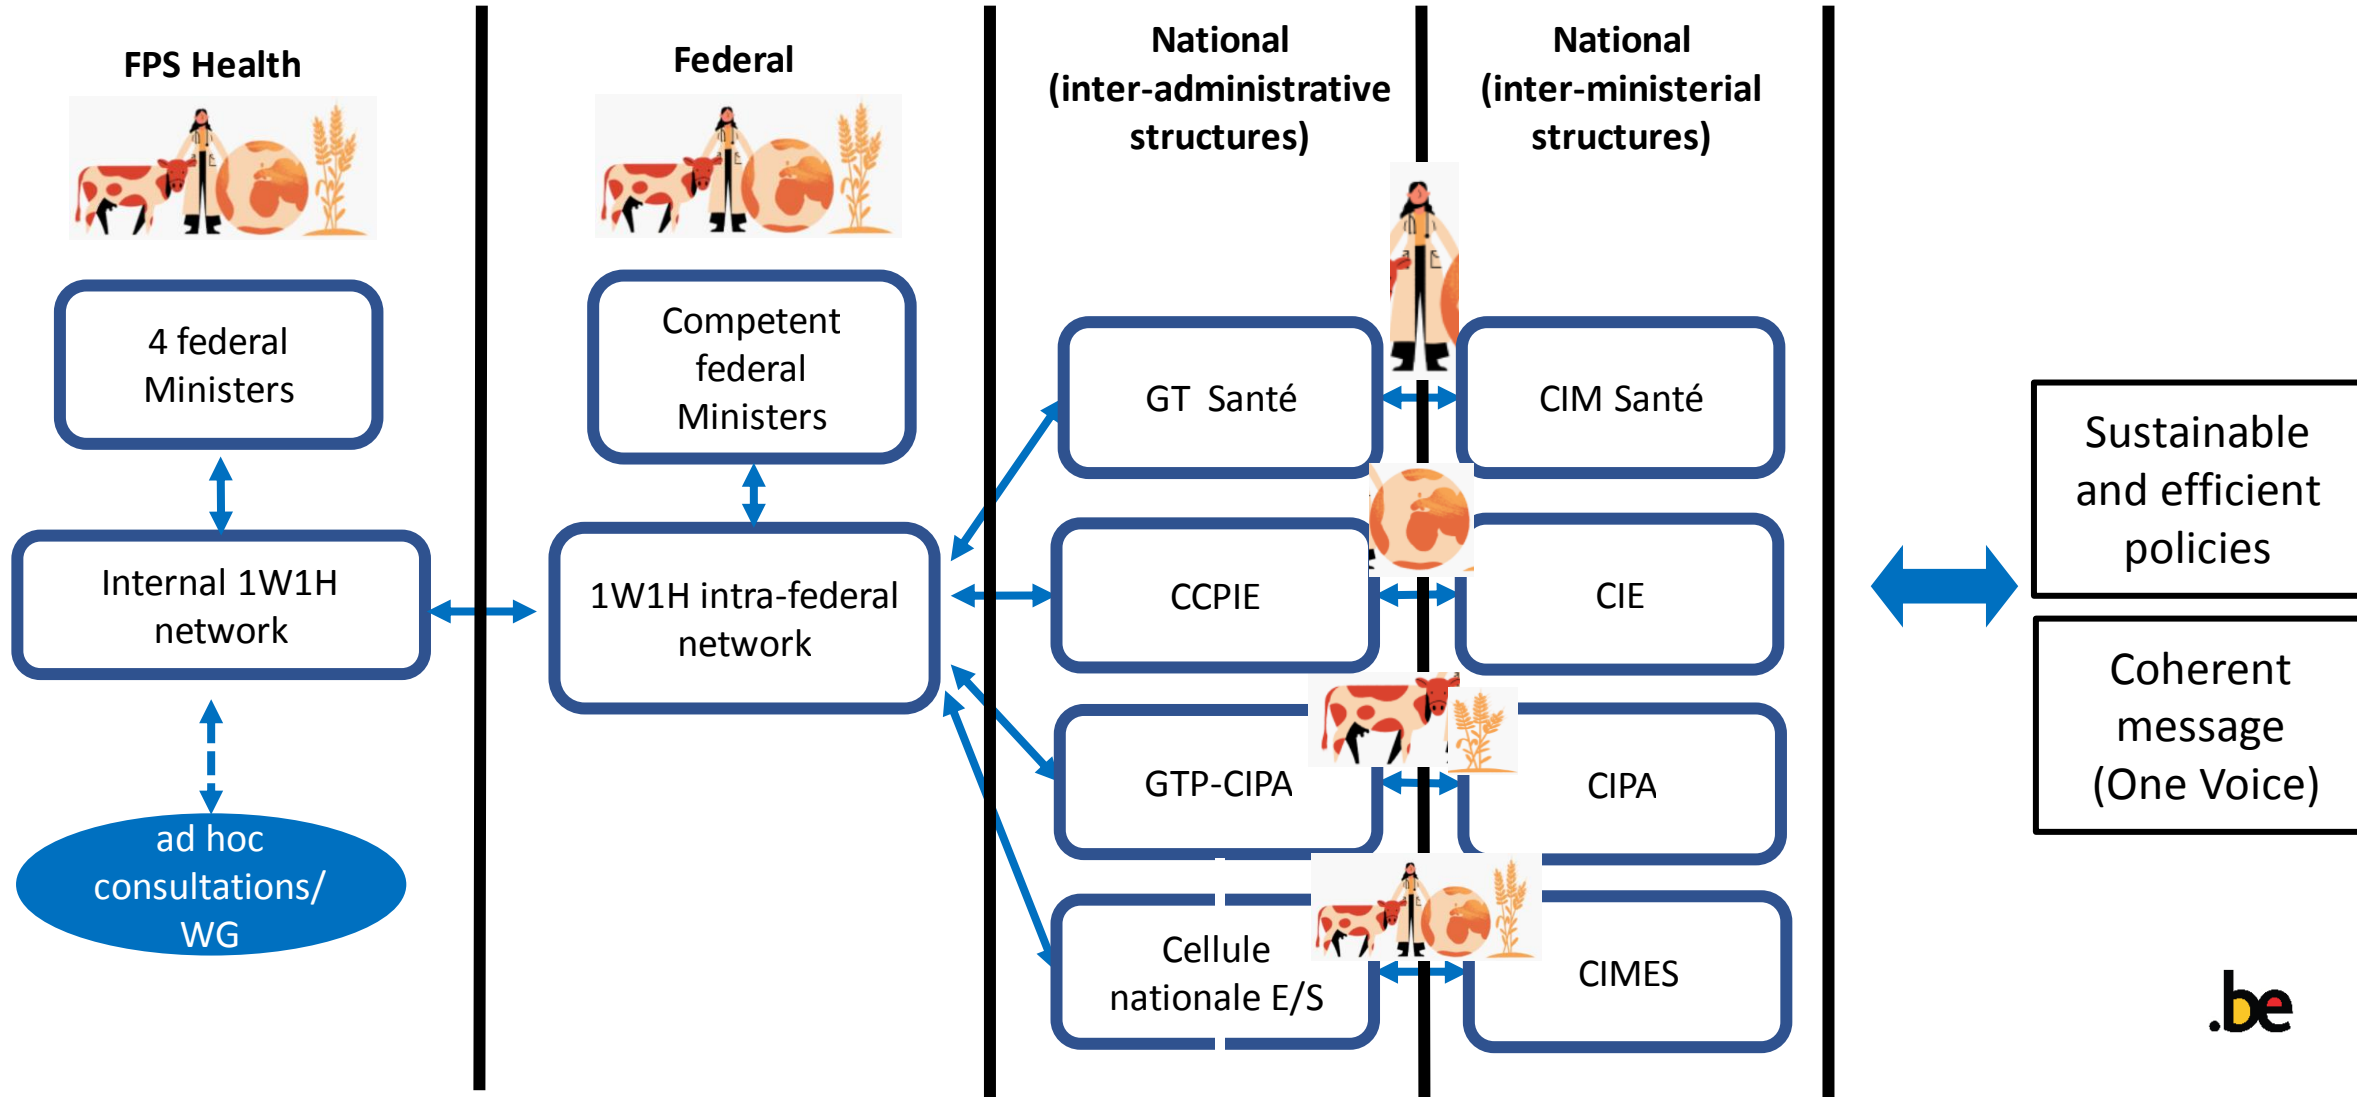 FPS Health
4 federal
Ministers
Internal 1W1H
network
ad hoc
consultations/
WG
Federal
Competent
federal
Ministers
1W1H intra-federal
network
National
(inter-administrative
structures)
GT Santé
CCPIE
GTP-CIPA
Cellule
nationale E/S
National
(inter-ministerial
structures)
CIM Santé
CIE
CIPA
CIMES
Sustainable
and efficient
policies
Coherent
message
(One Voice)
.be